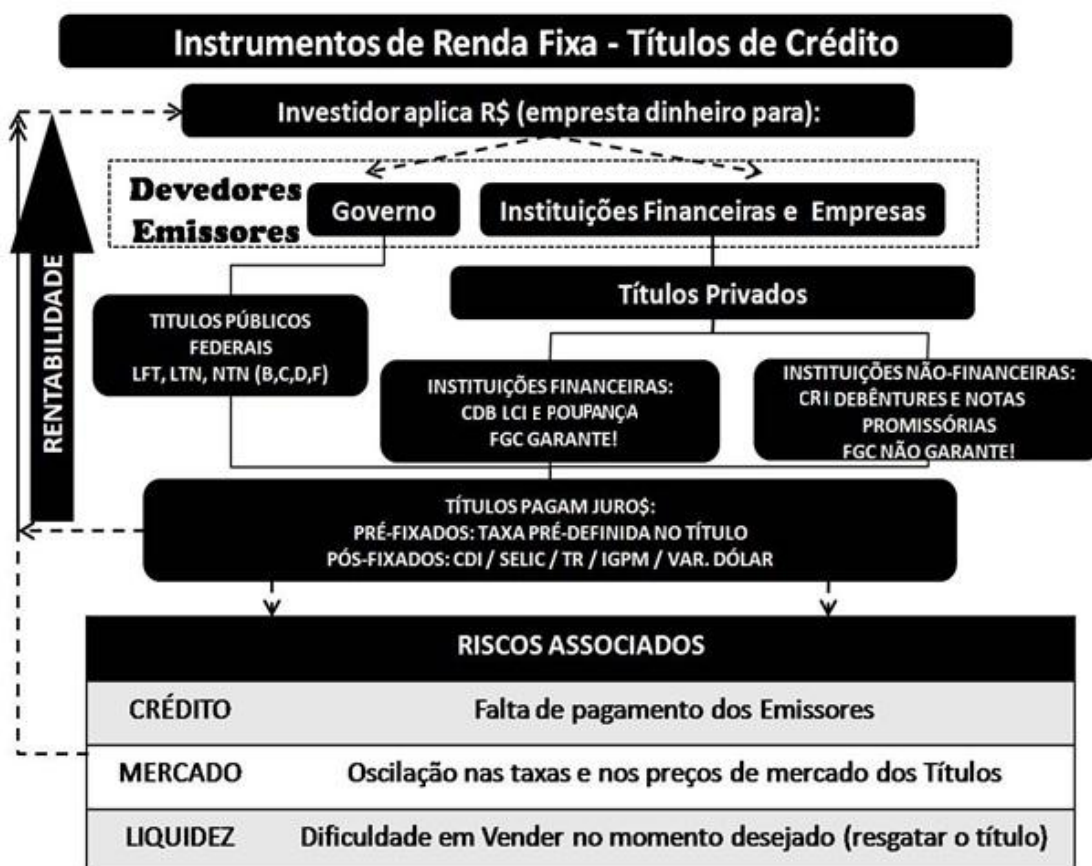 Instrumentos de Renda Fixa - Títulos de Crédito
Investidor aplica R$ (empresta dinheiro para):
Devedores
Emissores
Governo
Instituições Financeiras e Empresas
RENTABILIDADE
Títulos Privados
TITULOS PÚBLICOS
FEDERAIS
LFT, LTN, NTN (B,C,D,F)
INSTITUIÇÕES FINANCEIRAS:
CDB LCI E POUPANÇA
FGC GARANTE!
INSTITUIÇÕES NÃO-FINANCEIRAS:
CRI DEBÊNTURES E NOTAS
PROMISSÓRIAS
FGC NÃO GARANTE!
TÍTULOS PAGAM JURO$:
PRÉ-FIXADOS: TAXA PRÉ-DEFINIDA NO TÍTULO
PÓS-FIXADOS: CDI / SELIC / TR / IGPM / VAR. DÓLAR
RISCOS ASSOCIADOS
CRÉDITO Falta de pagamento dos Emissores
MERCADO Oscilação nas taxas e nos preços de mercado dos Títulos
LIQUIDEZ Dificuldade em Vender no momento desejado (resgatar o título)